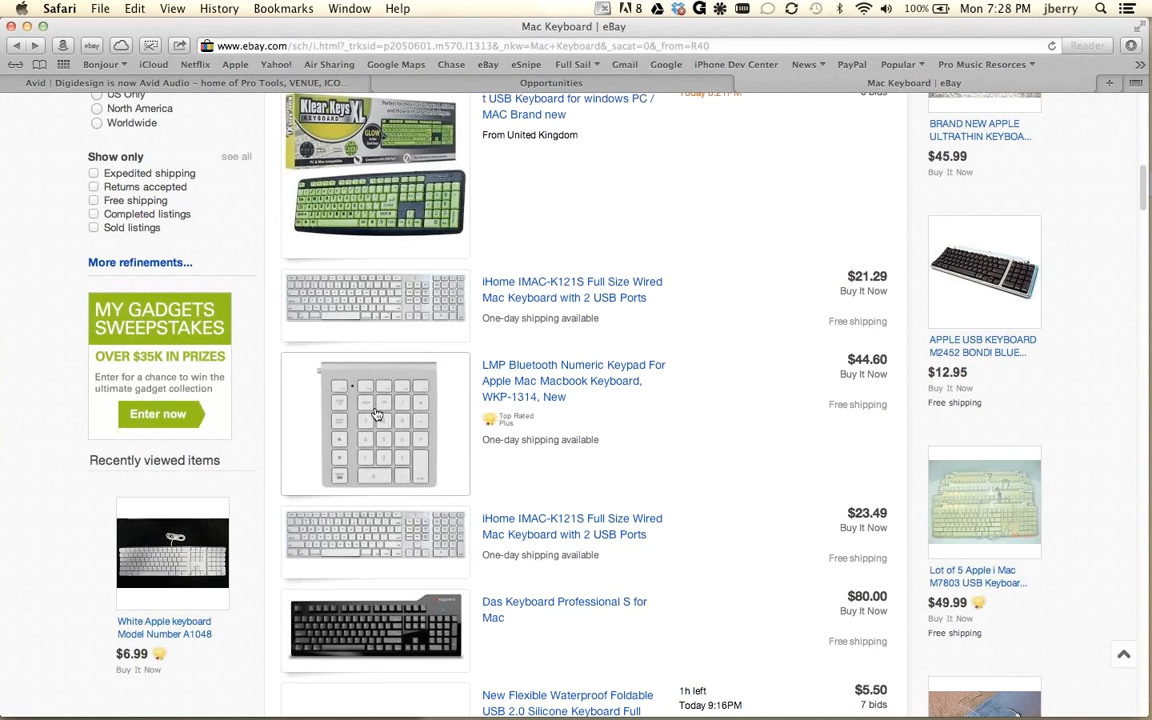 Safari File Edit View History Bookmarks Window Help
8 100% Mon 7:28 PM jberry
Mac Keyboard | eBay
ebay www.ebay.com/sch/i.html?_trksid=p2050601.m570.l1313&_nkw=Mac+Keyboard&_sacat=0&_from=R40 Reader
Bonjour iCloud Netflix Apple Yahoo! Air Sharing Google Maps Chase eBay eSnipe Full Sail Gmail Google iPhone Dev Center News PayPal Popular Pro Music Resorces
Avid | Digidesign is now Avid Audio - home of Pro Tools, VENUE, ICO... Opportunities Mac Keyboard | eBay
US Only
North America
Worldwide
Show only see all
Expedited shipping
Returns accepted
Free shipping
Completed listings
Sold listings
More refinements...
MY GADGETS
SWEEPSTAKES
OVER $35K IN PRIZES
Enter for a chance to win the
ultimate gadget collection
Enter now
Recently viewed items
White Apple keyboard
Model Number A1048
$6.99
Buy It Now
Klear Keys XL
KEYBOARD
GLOW
t USB Keyboard for windows PC /
MAC Brand new
From United Kingdom
Today 6:21PM
6 bids
iHome IMAC-K121S Full Size Wired
Mac Keyboard with 2 USB Ports
One-day shipping available
$21.29
Buy It Now
Free shipping
LMP Bluetooth Numeric Keypad For
Apple Mac Macbook Keyboard,
WKP-1314, New
Top Rated
Plus
One-day shipping available
$44.60
Buy It Now
Free shipping
iHome IMAC-K121S Full Size Wired
Mac Keyboard with 2 USB Ports
One-day shipping available
$23.49
Buy It Now
Free shipping
Das Keyboard Professional S for
Mac
$80.00
Buy It Now
Free shipping
New Flexible Waterproof Foldable
USB 2.0 Silicone Keyboard Full
1h left
Today 9:16PM
$5.50
7 bids
BRAND NEW APPLE
ULTRATHIN KEYBOA...
$45.99
Buy It Now
APPLE USB KEYBOARD
M2452 BONDI BLUE...
$12.95
Buy It Now
Free shipping
Lot of 5 Apple i Mac
M7803 USB Keyboar...
$49.99
Buy It Now
Free shipping